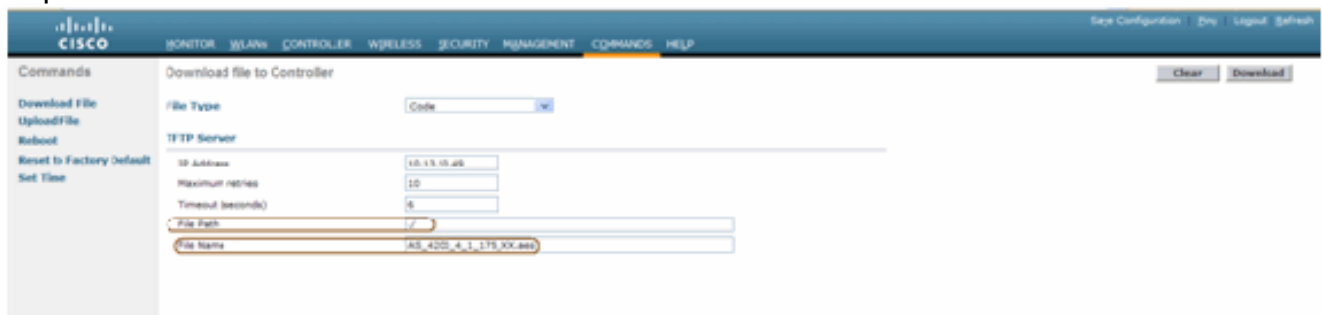 Save Configuration | Ping | Logout Refresh
CISCO MONITOR WLANs CONTROLLER WIRELESS SECURITY MANAGEMENT COMMANDS HELP
Commands Download file to Controller Clear Download
Download File File Type Code
Upload File
Reboot TFTP Server
Reset to Factory Default IP Address
Set Time Maximum retries 10
Timeout (seconds) 6
File Path ./
File Name